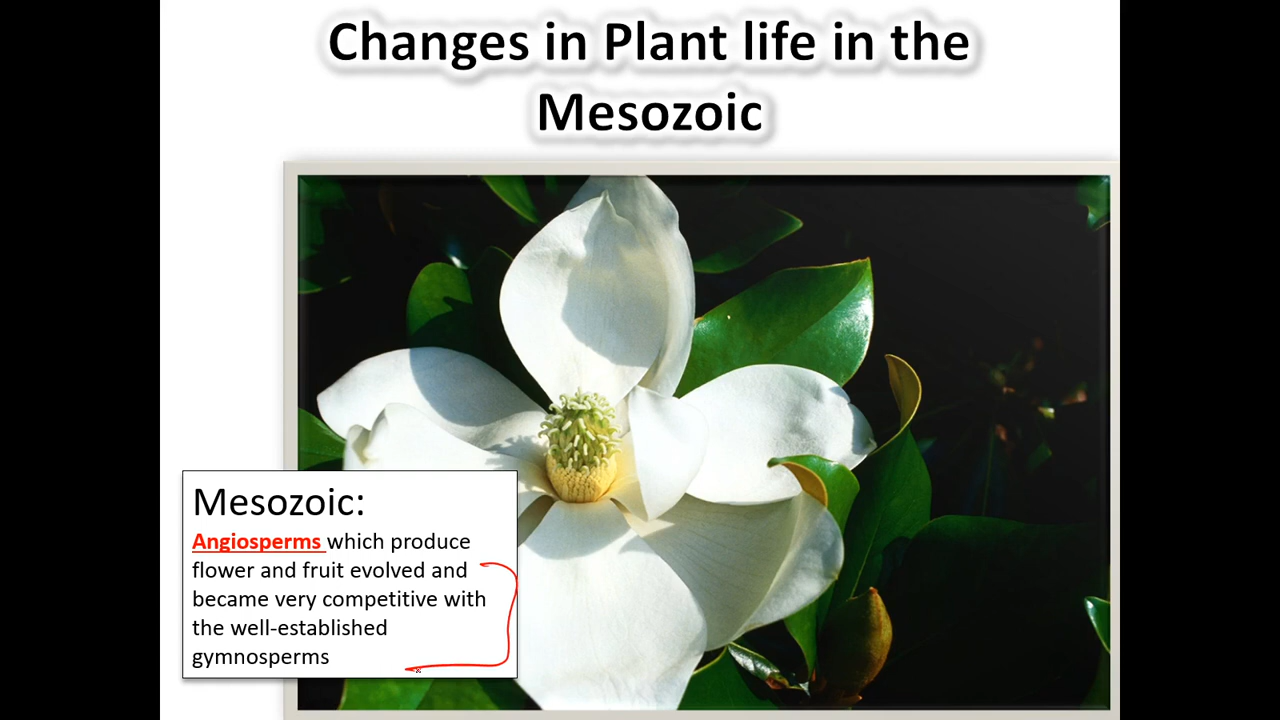 Changes in Plant life in the
Mesozoic
Mesozoic:
Angiosperms which produce
flower and fruit evolved and
became very competitive with
the well-established
gymnosperms